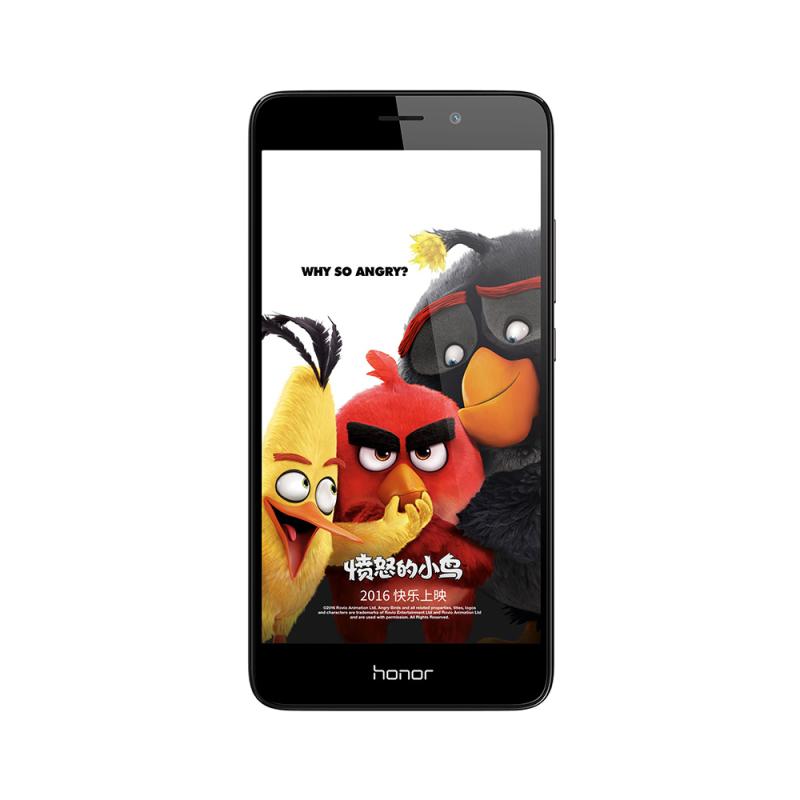 WHY SO ANGRY?
愤怒的小鸟
2016 快乐上映
©2016 Rovio Animation Ltd. Angry Birds and all related properties, titles, logos
and characters are trademarks of Rovio Entertainment Ltd and Rovio Animation Ltd
and are used with permission. All Rights Reserved.
honor